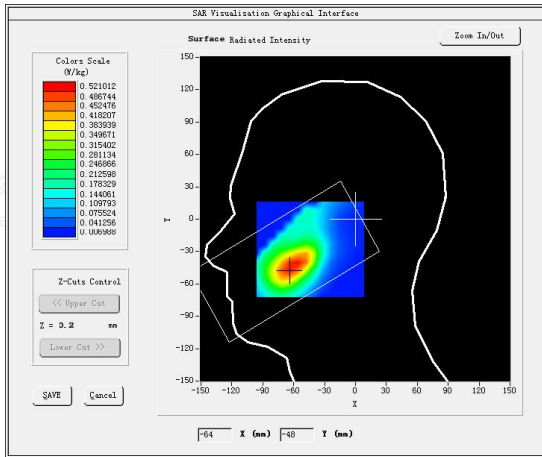 SAR Visualisation Graphical Interface
Surface Radiated Intensity
Zoom In/Out
Colors Scale
(W/kg)
0.521012
0.486744
0.452476
0.418207
0.383939
0.349671
0.315402
0.281134
0.246866
0.212598
0.178329
0.144061
0.109793
0.075524
0.041256
0.006988
Z-Cuts Control
<< Upper Cut
Z = 0.2 mm
Lower Cut >>
SAVE Cancel
150
120
90
60
30
0
-30
-60
-90
-120
-150
Y
-150 -120 -90 -60 -30 0 30 60 90 120 150
X
-64 X (mm) -48 Y (mm)